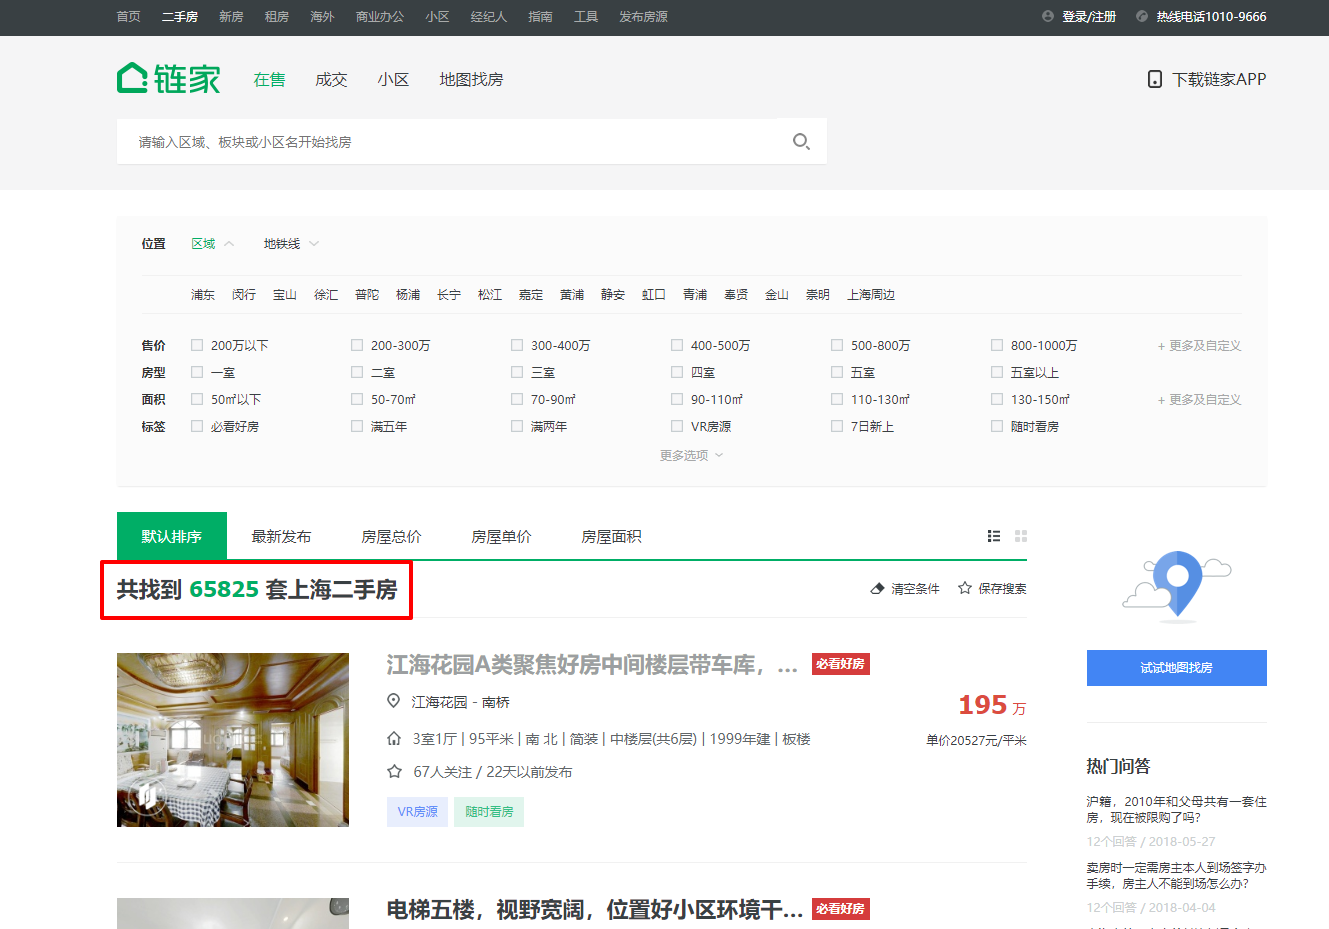 首页 二手房 新房 租房 海外 商业办公 小区 经纪人 指南 工具 发布房源 登录/注册 热线电话1010-9666
链家 在售 成交 小区 地图找房 下载链家APP
请输入区域、板块或小区名开始找房
位置 区域 地铁线
浦东 闵行 宝山 徐汇 普陀 杨浦 长宁 松江 嘉定 黄浦 静安 虹口 青浦 奉贤 金山 崇明 上海周边
售价 200万以下 200-300万 300-400万 400-500万 500-800万 800-1000万 + 更多及自定义
房型 一室 二室 三室 四室 五室 五室以上
面积 50㎡以下 50-70㎡ 70-90㎡ 90-110㎡ 110-130㎡ 130-150㎡ + 更多及自定义
标签 必看好房 满五年 满两年 VR房源 7日新上 随时看房
更多选项
默认排序 最新发布 房屋总价 房屋单价 房屋面积
共找到 65825 套上海二手房 清空条件 保存搜索
江海花园A类聚焦好房中间楼层带车库，... 必看好房
江海花园 - 南桥
195 万
3室1厅 | 95平米 | 南 北 | 简装 | 中楼层(共6层) | 1999年建 | 板楼
单价20527元/平米
67人关注 / 22天以前发布
VR房源 随时看房
电梯五楼，视野宽阔，位置好小区环境干... 必看好房
试试地图找房
热门问答
沪籍，2010年和父母共有一套住
房，现在被限购了吗？
12个回答 / 2018-05-27
卖房时一定需房主本人到场签字办
手续，房主人不能到场怎么办？
12个回答 / 2018-04-04